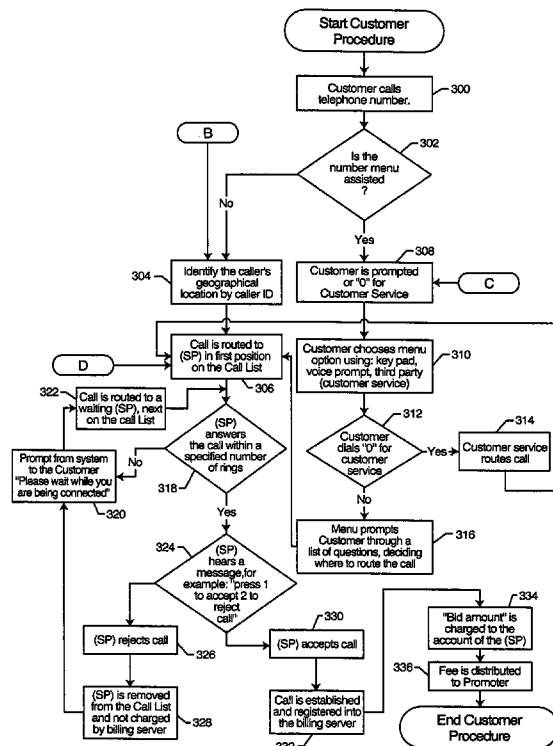 Start Customer
Procedure
Customer calls
telephone number.
300
B
302
Is the
number menu
assisted
?
No
Yes
304
Identify the caller's
geographical
location by caller ID
308
Customer is prompted
or "0" for
Customer Service
C
Call is routed to
(SP) in first position
on the Call List
306
D
Customer chooses menu
option using: key pad,
voice prompt, third party
(customer service)
310
322
Call is routed to a
waiting (SP), next
on the call List
(SP)
answers
the call within a
specified number
of rings
318
No
Yes
Prompt from system
to the Customer
"Please wait while you
are being connected"
320
312
Customer
dials "0" for
customer
service
Yes
No
314
Customer service
routes call
Menu prompts
Customer through a
list of questions, deciding
where to route the call
316
324
(SP)
hears a
message,for
example: "press 1
to accept 2 to
reject
call"
(SP) rejects call
326
330
(SP) accepts call
(SP) is removed
from the Call List
and not charged
by billing server
328
Call is established
and registered into
the billing server
334
"Bid amount" is
charged to the
account of the (SP)
336
Fee is distributed
to Promoter
End Customer
Procedure